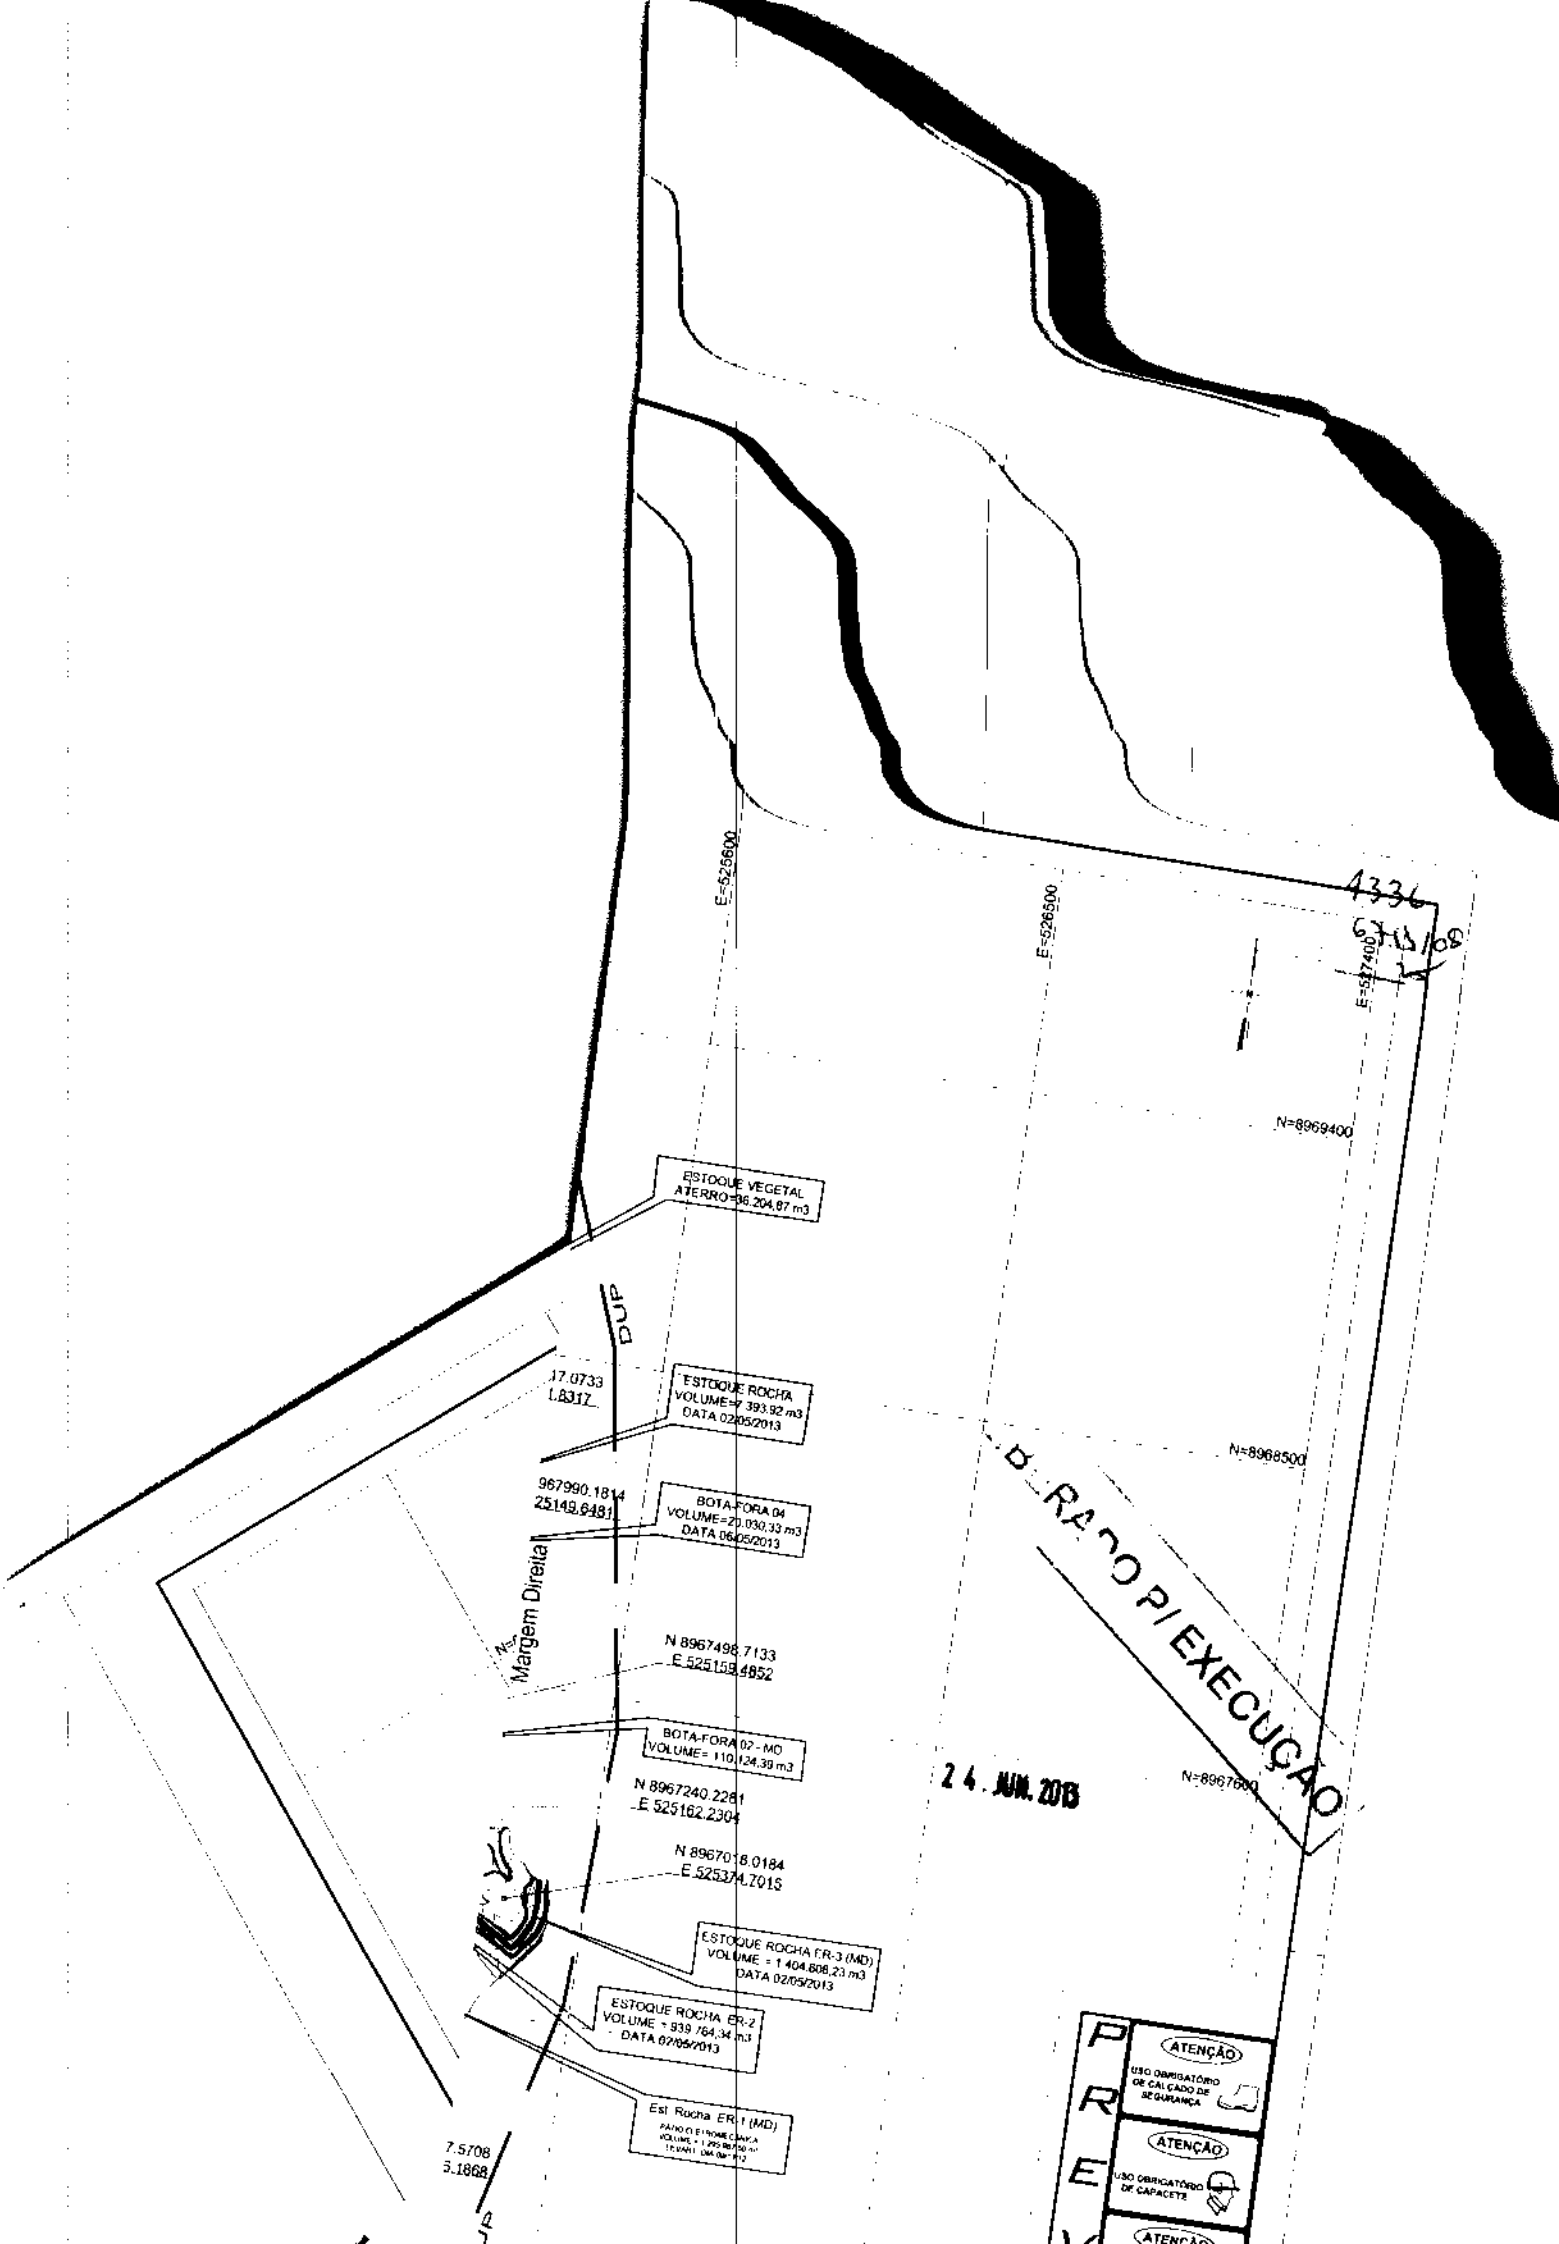 E=525600
E=526500
4336
E=527400
N=8969400
ESTOQUE VEGETAL
ATERRO=36.204,87 m3
DUP
17.0733
1.8317
ESTOQUE ROCHA
VOLUME=7.393,92 m3
DATA 02/05/2013
N=8968500
967990.1814
25149.6481
BOTA-FORA 04
VOLUME=20.030,33 m3
DATA 06/05/2013
Margem Direita
P/ EXECUÇÃO
N 8967498.7133
E 525159.4852
BOTA-FORA 02 - MD
VOLUME= 110.124,39 m3
24. JUN. 2013
N=8967600
N 8967240.2281
E 525162.2304
N 8967018.0184
E 525374.7015
ESTOQUE ROCHA ER-3 (MD)
VOLUME = 1.404.608,23 m3
DATA 02/05/2013
ESTOQUE ROCHA ER-2
VOLUME = 939.764,34 m3
DATA 02/05/2013
Est. Rocha ER-1 (MD)
7.5708
5.1868
UP
P
R
E
ATENÇÃO
USO OBRIGATÓRIO
DE CALÇADO DE
SEGURANÇA
ATENÇÃO
USO OBRIGATÓRIO
DE CAPACETE
ATENÇÃO